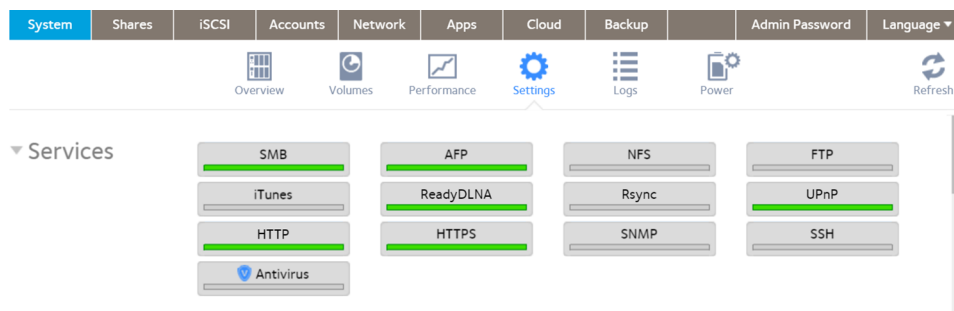 System Shares iSCSI Accounts Network Apps Cloud Backup Admin Password Language
Overview Volumes Performance Settings Logs Power Refresh
Services
SMB AFP NFS FTP
iTunes ReadyDLNA Rsync UPnP
HTTP HTTPS SNMP SSH
V Antivirus